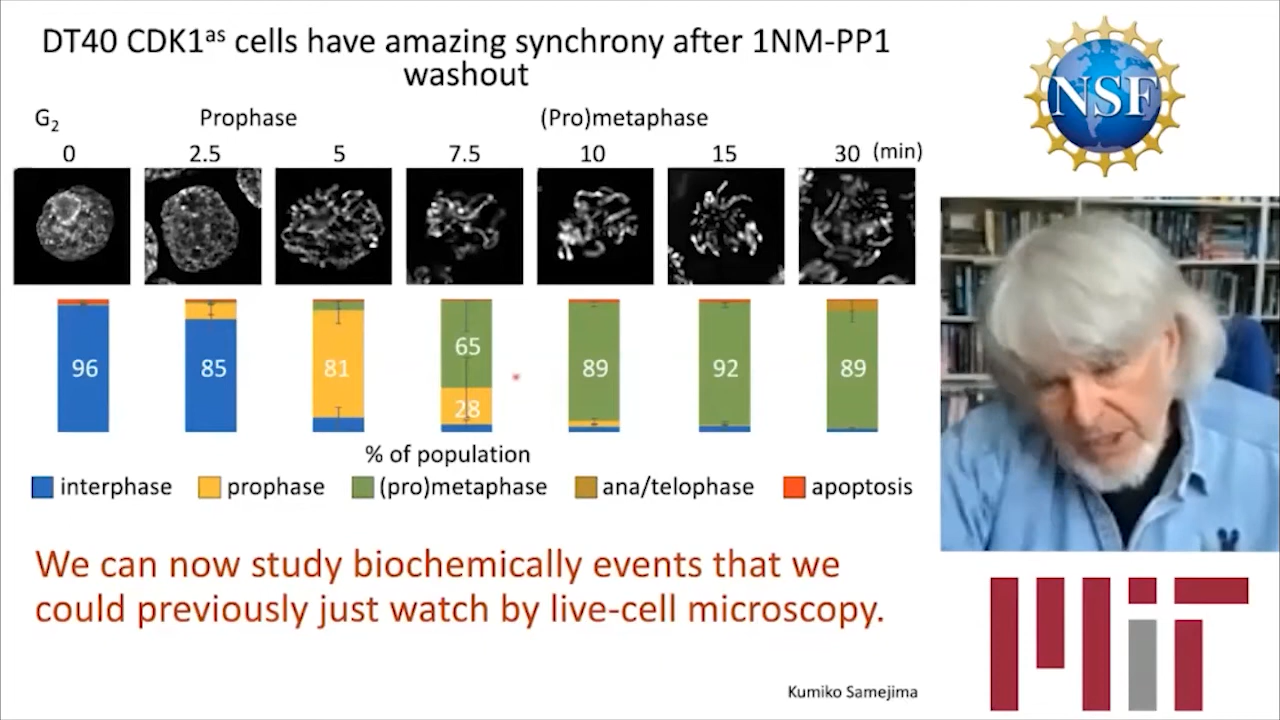 DT40 CDK1ᵃˢ cells have amazing synchrony after 1NM-PP1
washout
G₂ Prophase (Pro)metaphase
0 2.5 5 7.5 10 15 30 (min)
96 85 81 65 28 89 92 89
% of population
interphase prophase (pro)metaphase ana/telophase apoptosis
We can now study biochemically events that we
could previously just watch by live-cell microscopy.
Kumiko Samejima
NSF
MIT